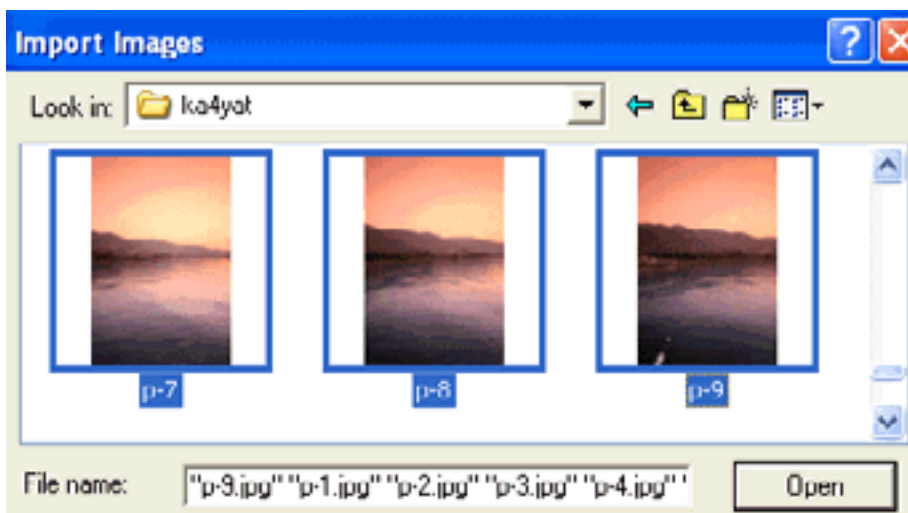 Import Images
Look in: ka4yat
p-7 p-8 p-9
File name: "p-9.jpg" "p-1.jpg" "p-2.jpg" "p-3.jpg" "p-4.jpg" "
Open